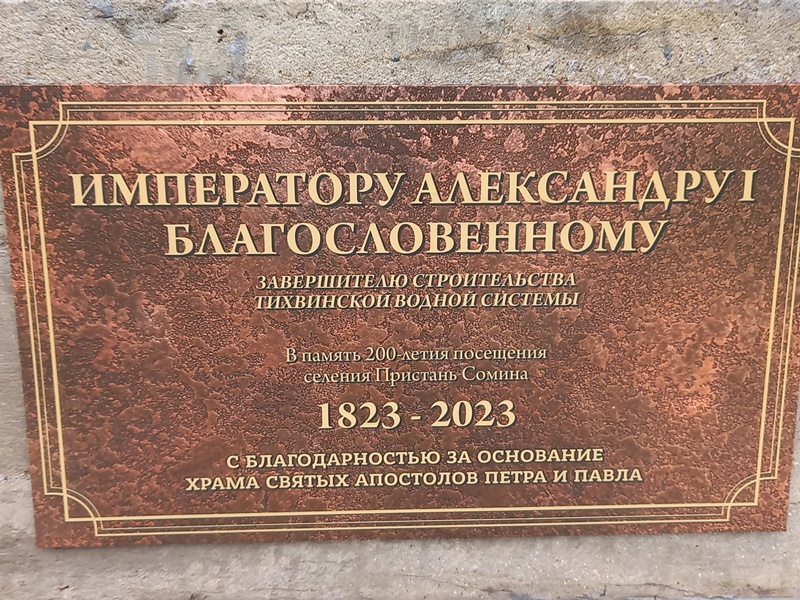 ИМПЕРАТОРУ АЛЕКСАНДРУ I
БЛАГОСЛОВЕННОМУ
ЗАВЕРШИТЕЛЮ СТРОИТЕЛЬСТВА
ТИХВИНСКОЙ ВОДНОЙ СИСТЕМЫ
В память 200-летия посещения
селения Пристань Сомина
1823 - 2023
С БЛАГОДАРНОСТЬЮ ЗА ОСНОВАНИЕ
ХРАМА СВЯТЫХ АПОСТОЛОВ ПЕТРА И ПАВЛА